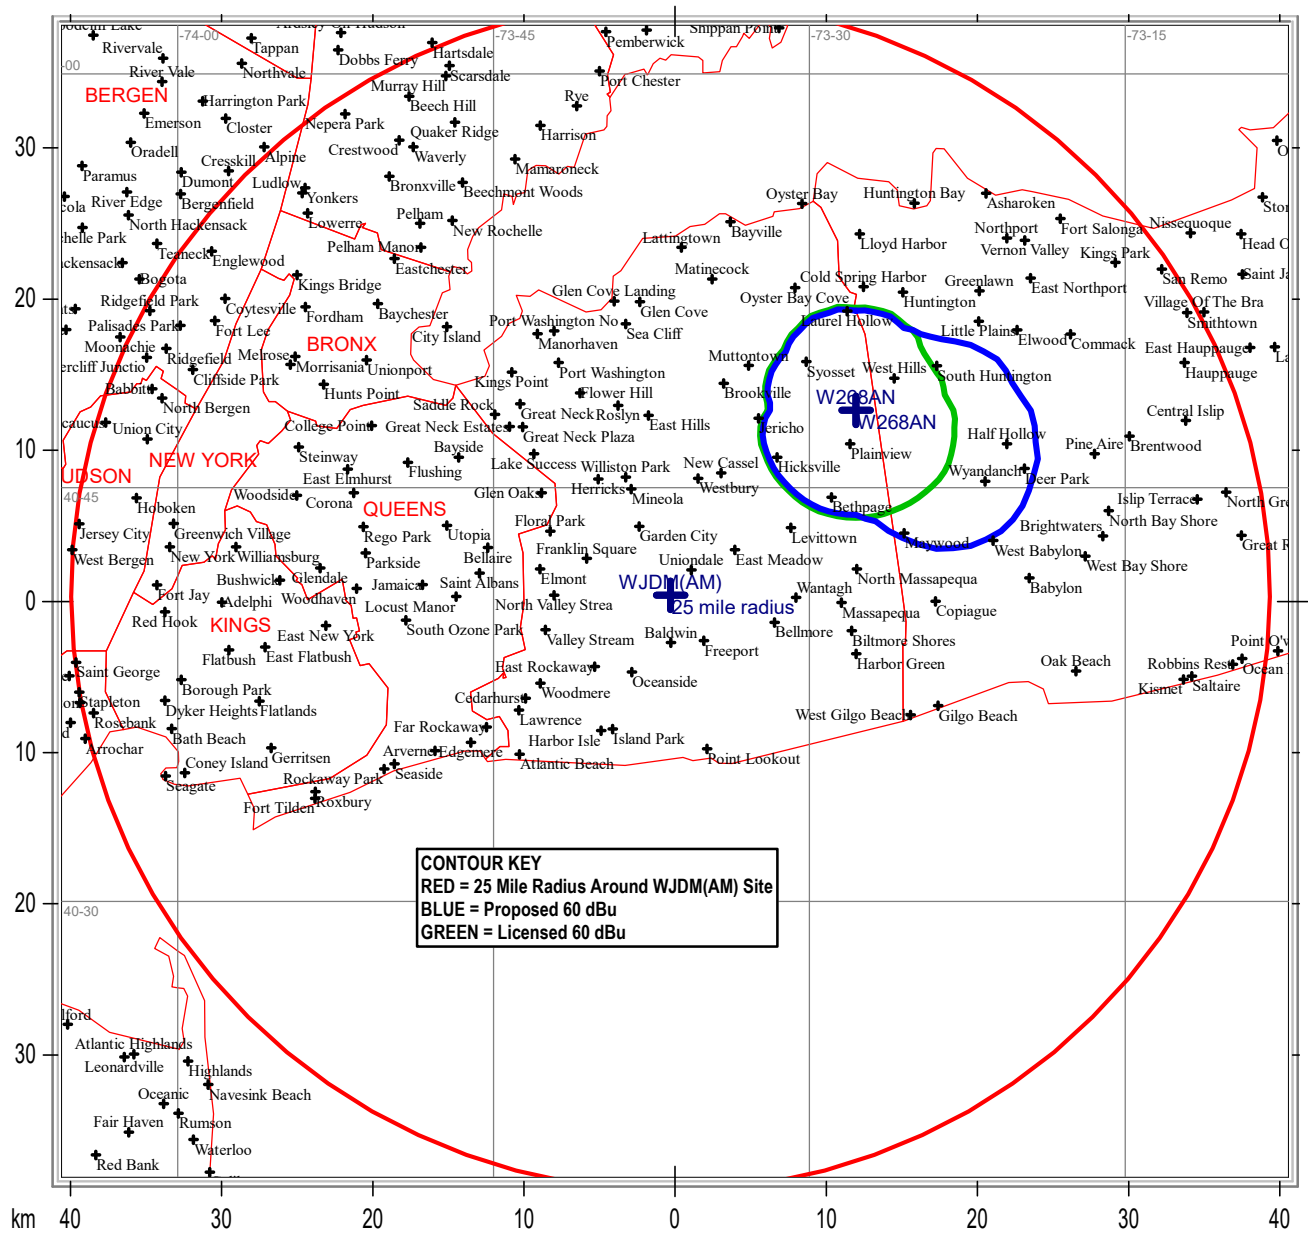 -74-00
-73-45
-73-30
-73-15
Rivervale
Tappan
Dobbs Ferry
Hartsdale
Pemberwick
Shippan Point
River Vale
Northvale
Murray Hill
Scarsdale
Port Chester
BERGEN
Harrington Park
Beech Hill
Rye
Emerson
Closter
Nepera Park
Quaker Ridge
Harrison
30
Oradell
Crestwood
Waverly
Cresskill
Alpine
Mamaroneck
Paramus
Dumont
Ludlow
Yonkers
Bronxville
Beechmont Woods
Oyster Bay
Huntington Bay
Asharoken
River Edge
Bergenfield
North Hackensack
Lowerre
Pelham
New Rochelle
Bayville
Northport
Fort Salonga
Nissequoque
Teaneck
Englewood
Pelham Manor
Lattingtown
Lloyd Harbor
Vernon Valley
Kings Park
Eastchester
Matinecock
Cold Spring Harbor
Greenlawn
East Northport
San Remo
Bogota
Kings Bridge
Glen Cove Landing
Oyster Bay Cove
Huntington
20
Ridgefield Park
Coytesville
Fordham
Baychester
Glen Cove
Laurel Hollow
Village Of The Bra
Palisades Park
Fort Lee
City Island
Port Washington No
Sea Cliff
Little Plains
Smithtown
Moonachie
BRONX
Manorhaven
Elwood
Commack
Ridgefield
Melrose
Morrisania
Unionport
Port Washington
Muttontown
Syosset
West Hills
South Huntington
East Hauppauge
Hauppauge
Cliffside Park
Babbitt
Hunts Point
Kings Point
Flower Hill
Brookville
W268AN
North Bergen
Saddle Rock
Great Neck
Roslyn
W268AN
Central Islip
Union City
College Point
Great Neck Estates
Great Neck Plaza
East Hills
Jericho
Half Hollow
Pine Aire
Brentwood
10
NEW YORK
Steinway
Bayside
Plainview
East Elmhurst
Flushing
Lake Success
Williston Park
New Cassel
Hicksville
Wyandanch
Deer Park
40-45
Hoboken
Woodside
Corona
Glen Oaks
Herricks
Mineola
Westbury
Bethpage
Islip Terrace
QUEENS
Jersey City
Greenwich Village
Rego Park
Utopia
Floral Park
Garden City
Levittown
Maywood
Brightwaters
North Bay Shore
West Bergen
New York
Williamsburg
Parkside
Bellaire
Franklin Square
East Meadow
West Babylon
West Bay Shore
Bushwick
Glendale
Jamaica
Saint Albans
Elmont
Uniondale
WJDM(AM)
Wantagh
North Massapequa
Babylon
Fort Jay
Woodhaven
0
Adelphi
Locust Manor
North Valley Strea
25 mile radius
Massapequa
Copiague
Red Hook
KINGS
East New York
South Ozone Park
Valley Stream
Baldwin
Freeport
Bellmore
Biltmore Shores
Flatbush
East Flatbush
Harbor Green
Saint George
East Rockaway
Oceanside
Oak Beach
Robbins Rest
Borough Park
Woodmere
Kismet
Saltaire
Stapleton
Dyker Heights
Flatlands
Cedarhurst
Lawrence
West Gilgo Beach
Gilgo Beach
Rosebank
Bath Beach
Far Rockaway
Harbor Isle
Island Park
Arrochar
Gerritsen
Arverne
Edgemere
Atlantic Beach
Point Lookout
10
Coney Island
Seaside
Seagate
Rockaway Park
Fort Tilden
Roxbury
CONTOUR KEY
RED = 25 Mile Radius Around WJDM(AM) Site
BLUE = Proposed 60 dBu
GREEN = Licensed 60 dBu
20
40-30
30
Atlantic Highlands
Leonardville
Highlands
Navesink Beach
Oceanic
Rumson
Fair Haven
Waterloo
Red Bank
km 40 30 20 10 0 10 20 30 40